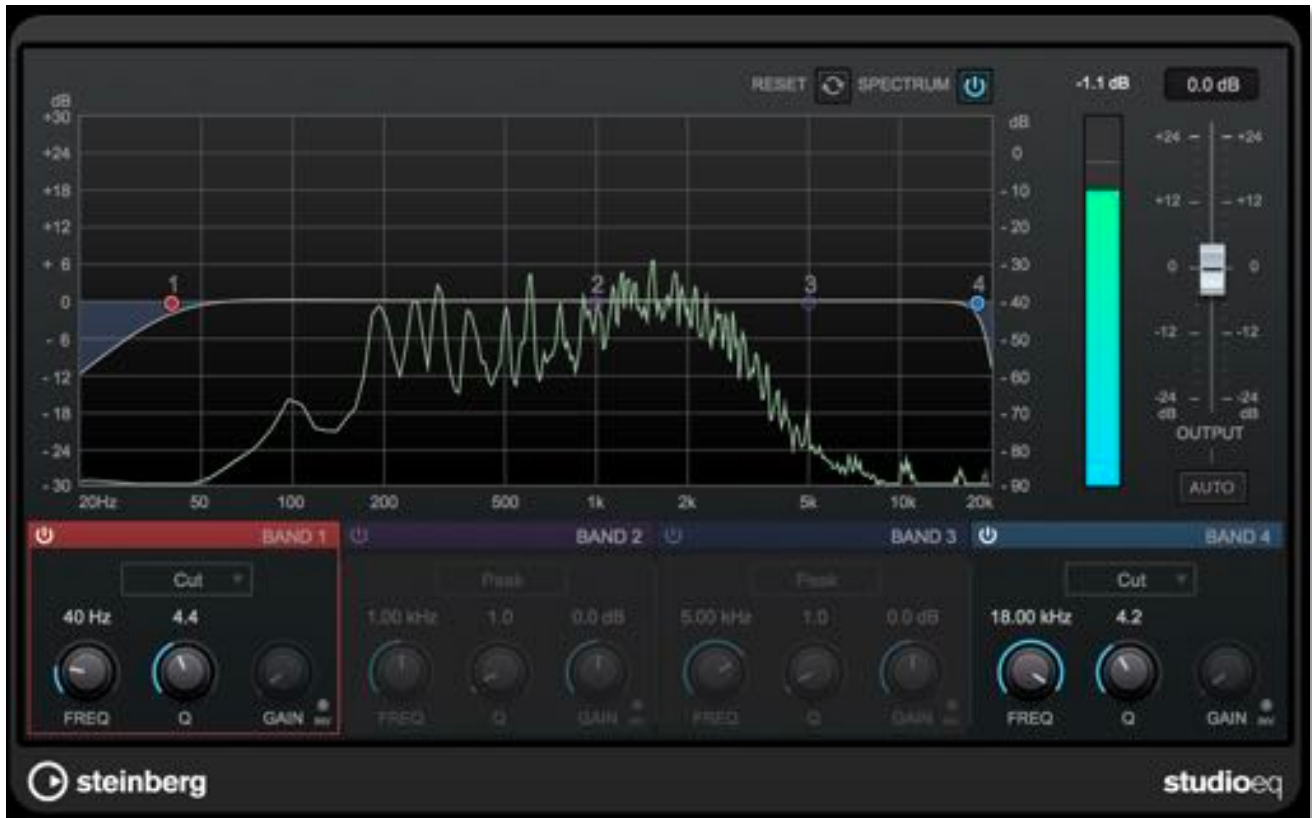 RESET SPECTRUM -1.1 dB 0.0 dB
dB
+30
+24
+18
+12
+ 6
0
- 6
- 12
- 18
- 24
- 30
dB
0
- 10
- 20
- 30
- 40
- 50
- 60
- 70
- 80
- 90
1 2 3 4
20Hz 50 100 200 500 1k 2k 5k 10k 20k
+24 +24
+12 +12
0 0
-12 -12
-24 -24
dB dB
OUTPUT
AUTO
BAND 1 BAND 2 BAND 3 BAND 4
Cut Peak Peak Cut
40 Hz 4.4 1.00 kHz 1.0 0.0 dB 5.00 kHz 1.0 0.0 dB 18.00 kHz 4.2
FREQ Q GAIN INV FREQ Q GAIN INV FREQ Q GAIN INV FREQ Q GAIN INV
steinberg studioeq